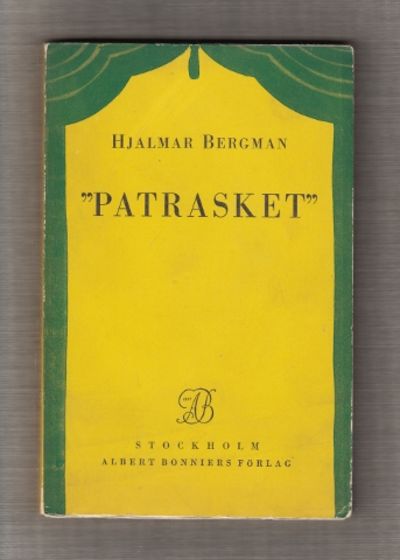 HJALMAR BERGMAN
”PATRASKET”
AB
STOCKHOLM
ALBERT BONNIERS FÖRLAG